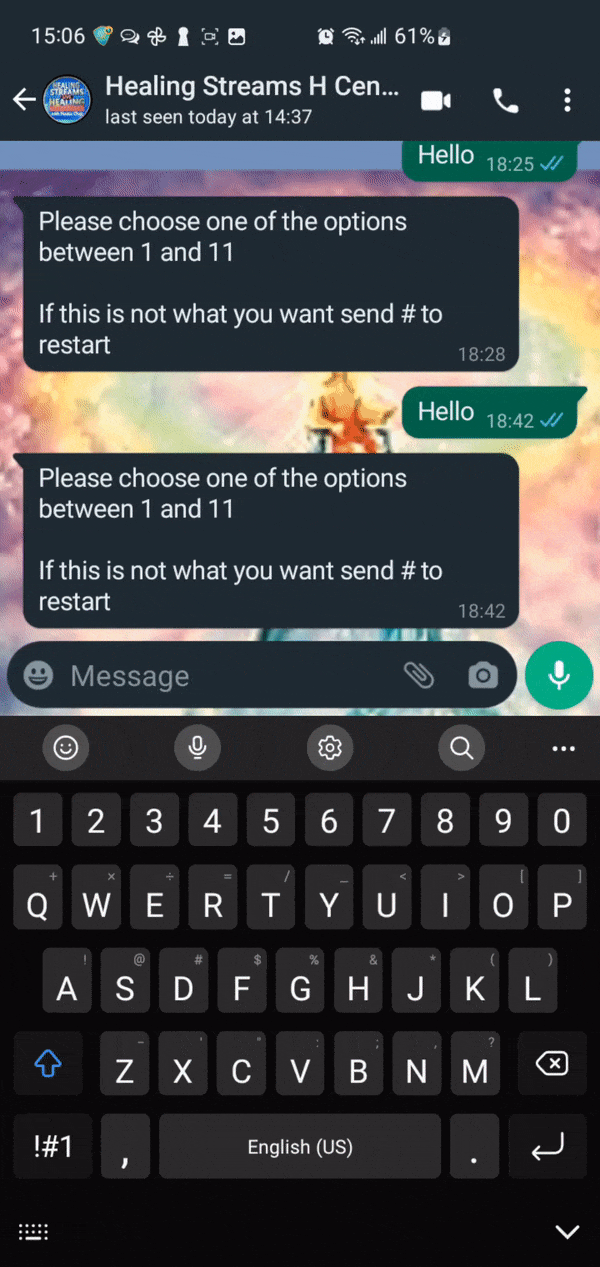 15:06
61%
Healing Streams H Cen...
last seen today at 14:37
HEALING
STREAMS
HEALING
Hello 18:25
Please choose one of the options
between 1 and 11
If this is not what you want send # to
restart
18:28
Hello 18:42
Please choose one of the options
between 1 and 11
If this is not what you want send # to
restart
18:42
Message
1 2 3 4 5 6 7 8 9 0
+ × ÷ = / _ < > [ ]
Q W E R T Y U I O P
! @ # $ % & * ( )
A S D F G H J K L
- ' " : ; , ?
Z X C V B N M
!#1 , English (US) .